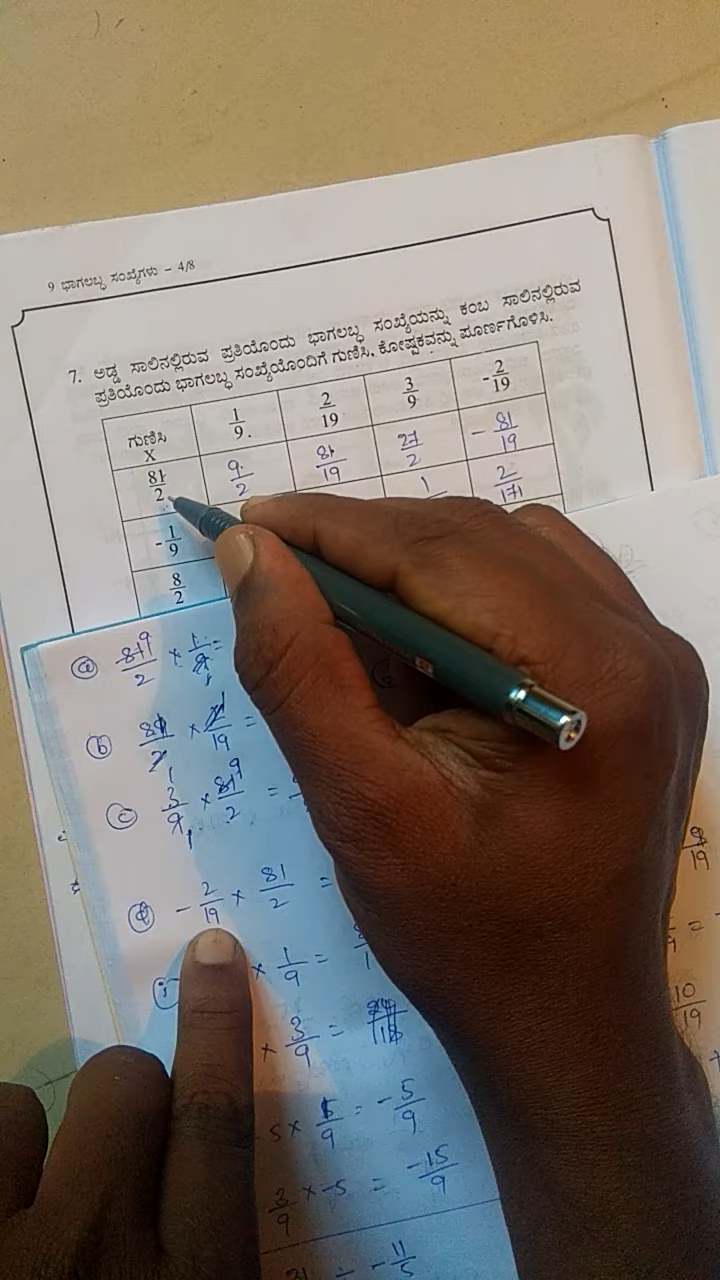 9 ಭಾಗಲಬ್ಧ ಸಂಖ್ಯೆಗಳು – 4/8
7. ಅಡ್ಡ ಸಾಲಿನಲ್ಲಿರುವ ಪ್ರತಿಯೊಂದು ಭಾಗಲಬ್ಧ ಸಂಖ್ಯೆಯನ್ನು ಕಂಬ ಸಾಲಿನಲ್ಲಿರುವ
ಪ್ರತಿಯೊಂದು ಭಾಗಲಬ್ಧ ಸಂಖ್ಯೆಯೊಂದಿಗೆ ಗುಣಿಸಿ. ಕೋಷ್ಟಕವನ್ನು ಪೂರ್ಣಗೊಳಿಸಿ.
ಗುಣಿಸಿ X 1/9 2/19 3/9 -2/19
81/2 9/2 81/19 27/2 -81/19
-1/9 1 2/171
8/2
ⓐ 81/2 × 1/9 =
ⓑ 81/2 × 2/19 =
ⓒ 3/9 × 81/2 =
ⓓ -2/19 × 81/2 =
× 1/9 =
× 3/9 =
5 × 1/9 = -5/9
3/9 × -5 = -15/9
÷ -11/5
10/19